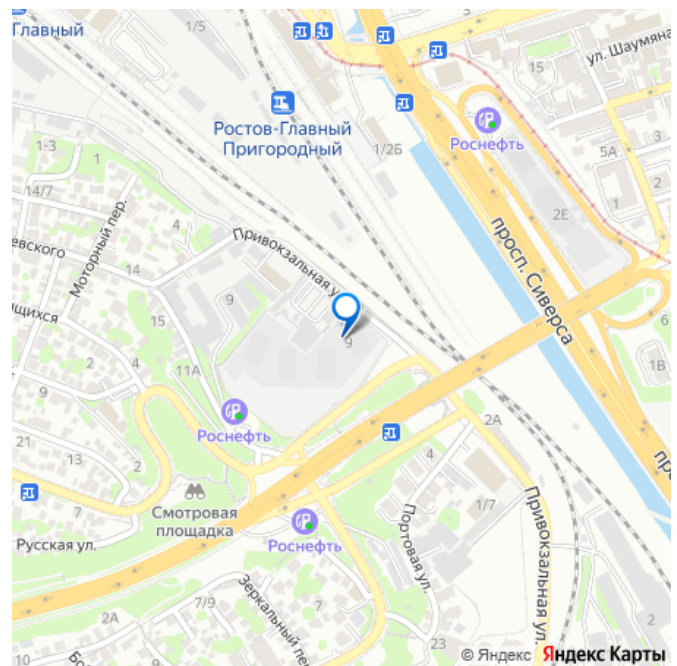 Главный
1/5
ул. Шаумяна
15
Роснефть
Ростов-Главный
Пригородный
1/2Б
3
5А
1-3
1
2
14/7
Моторный пер.
4
2Е
просп. Сиверса
евского
14
Привокзальная у
9
15
9
6
щихся
11А
1В
9
2
2А
21
13
Роснефть
4
1/7
Смотровая
площадка
Портовая ул.
Привокзальная ул.
Русская ул.
Роснефть
Зеркальный пе
7/9
7
2А
7
2
23
© Яндекс Яндекс Карты